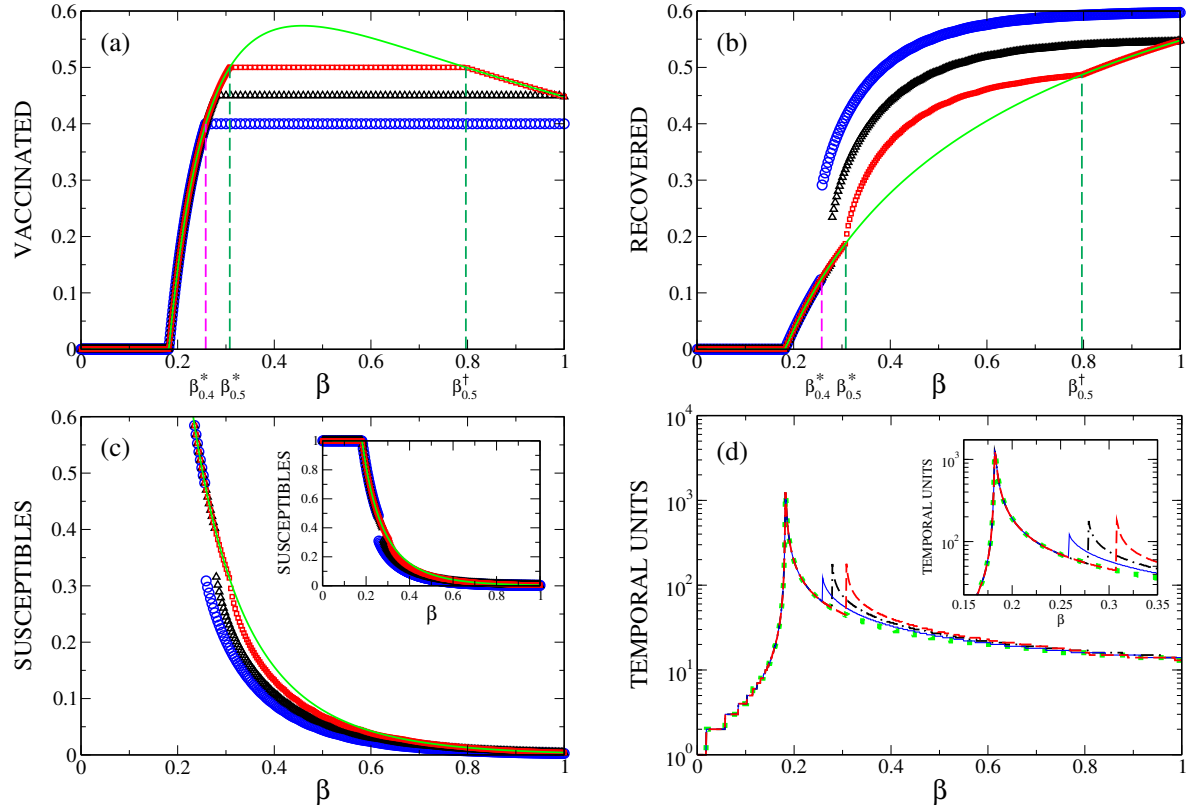 (a)
VACCINATED
0.6
0.5
0.4
0.3
0.2
0.1
0
0 0.2 0.4 0.6 0.8 1
β*0.4 β*0.5 β β†0.5
(b)
RECOVERED
0.6
0.5
0.4
0.3
0.2
0.1
0
0 0.2 0.4 0.6 0.8 1
β*0.4 β*0.5 β β†0.5
(c)
SUSCEPTIBLES
0.6
0.5
0.4
0.3
0.2
0.1
0
0 0.2 0.4 0.6 0.8 1
β
SUSCEPTIBLES
1
0.8
0.6
0.4
0.2
0
0 0.2 0.4 0.6 0.8 1
β
(d)
TEMPORAL UNITS
10^4
10^3
10^2
10^1
10^0
0 0.2 0.4 0.6 0.8 1
β
TEMPORAL UNITS
10^3
10^2
0.15 0.2 0.25 0.3 0.35
β